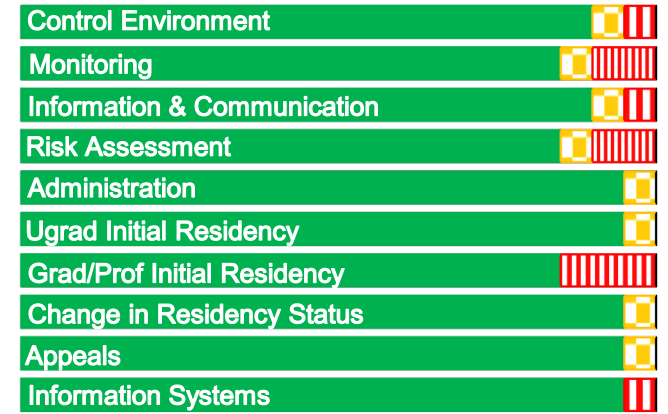 Control Environment
Monitoring
Information & Communication
Risk Assessment
Administration
Ugrad Initial Residency
Grad/Prof Initial Residency
Change in Residency Status
Appeals
Information Systems